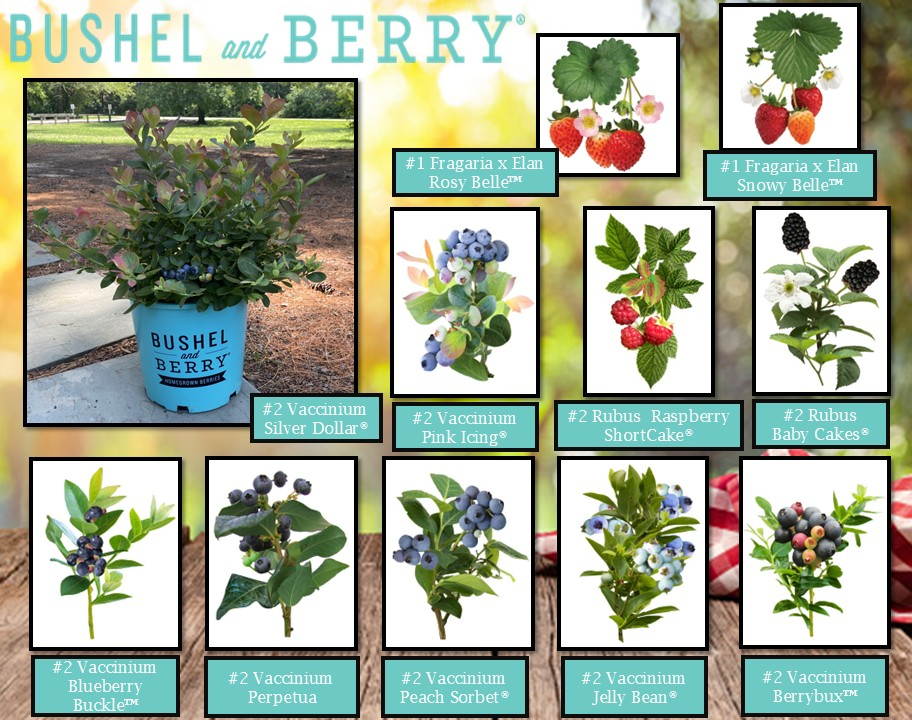 BUSHEL and BERRY®
#1 Fragaria x Elan
Rosy Belle™
#1 Fragaria x Elan
Snowy Belle™
BUSHEL
and
BERRY®
HOMEGROWN BERRIES
#2 Vaccinium
Silver Dollar®
#2 Vaccinium
Pink Icing®
#2 Rubus Raspberry
ShortCake®
#2 Rubus
Baby Cakes®
#2 Vaccinium
Blueberry
Buckle™
#2 Vaccinium
Perpetua
#2 Vaccinium
Peach Sorbet®
#2 Vaccinium
Jelly Bean®
#2 Vaccinium
Berrybux™